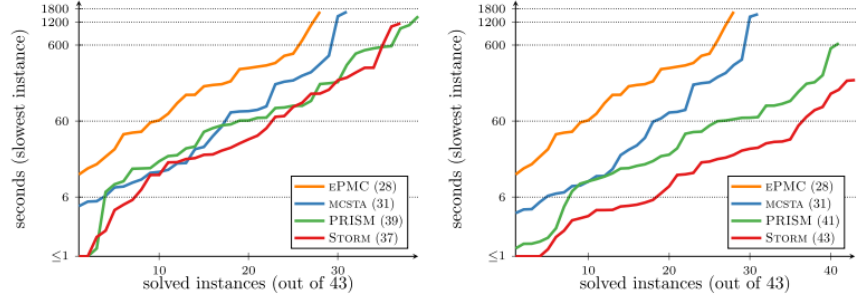 1800
1200
600
60
6
≤1
seconds (slowest instance)
10
20
30
solved instances (out of 43)
ePMC (28)
mcsta (31)
PRISM (39)
Storm (37)
1800
1200
600
60
6
≤1
seconds (slowest instance)
10
20
30
40
solved instances (out of 43)
ePMC (28)
mcsta (31)
PRISM (41)
Storm (43)